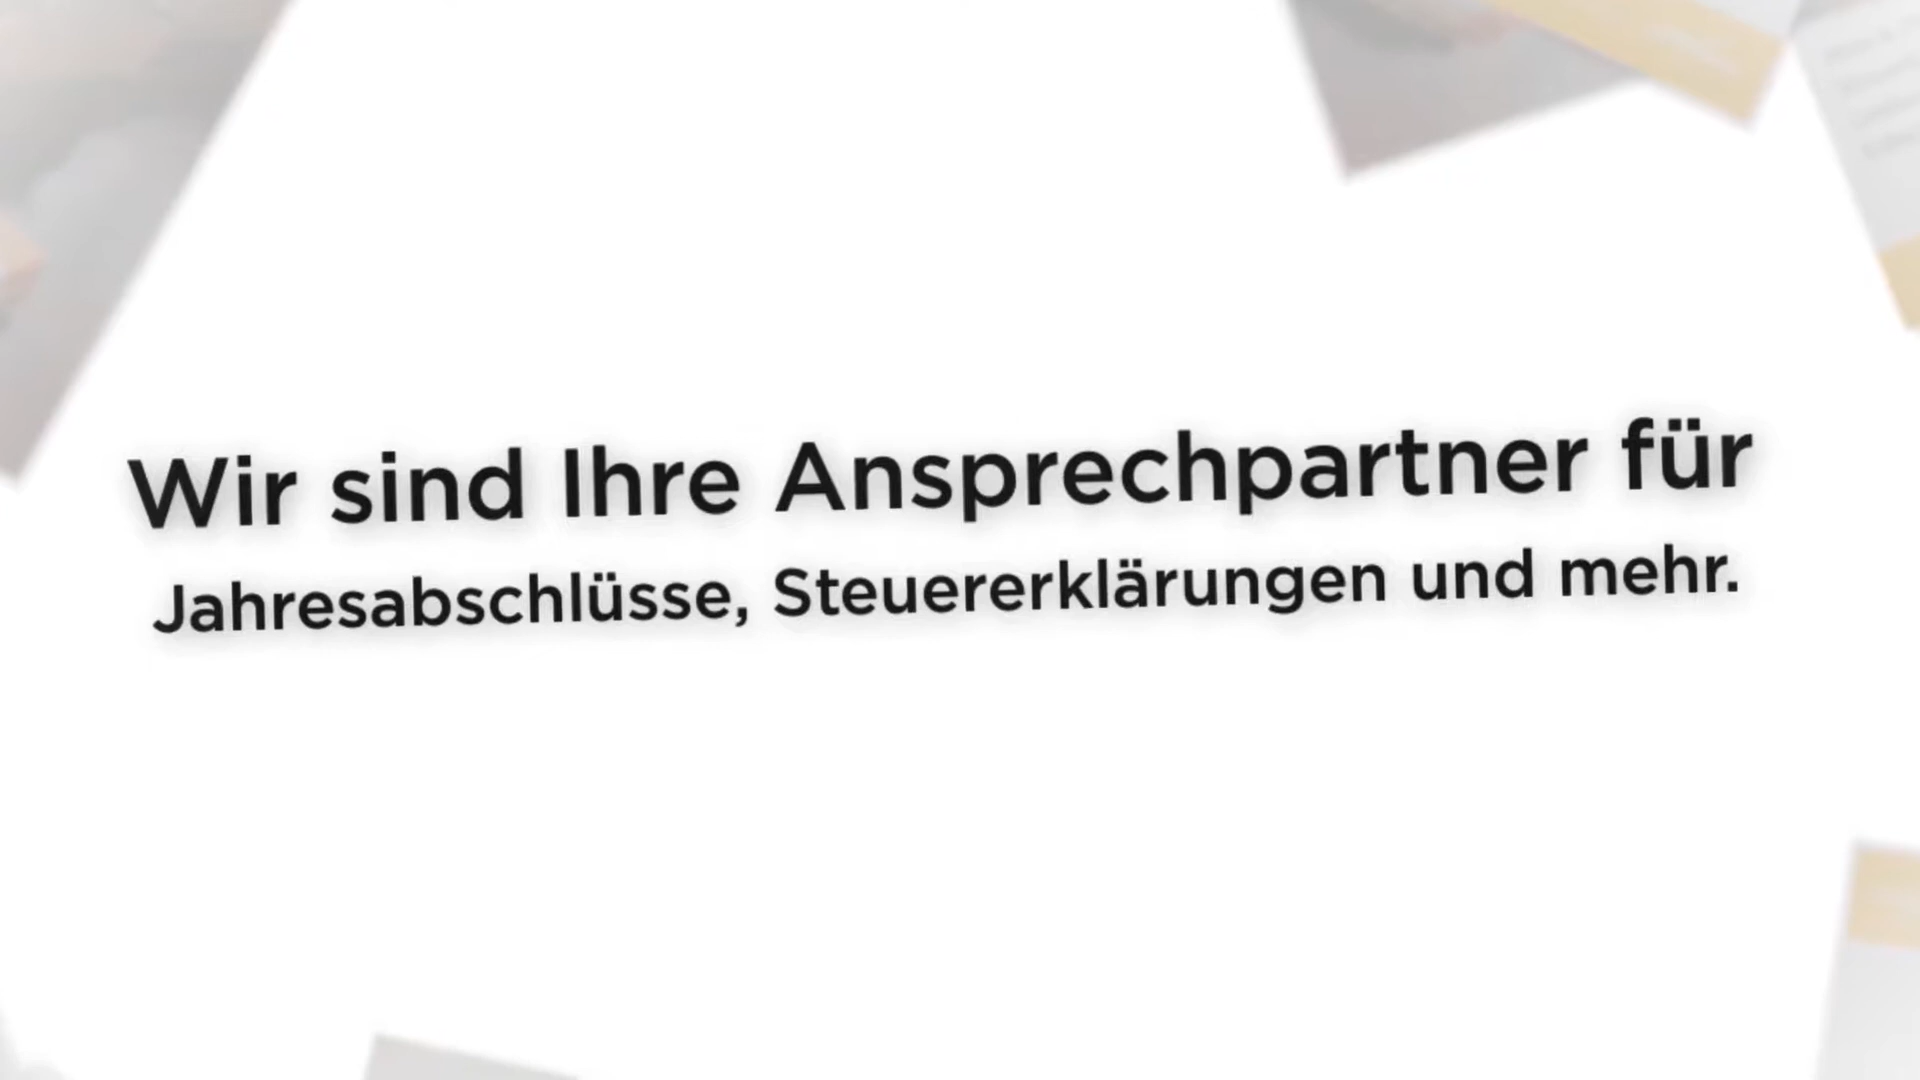 Wir sind Ihre Ansprechpartner für
Jahresabschlüsse, Steuererklärungen und mehr.